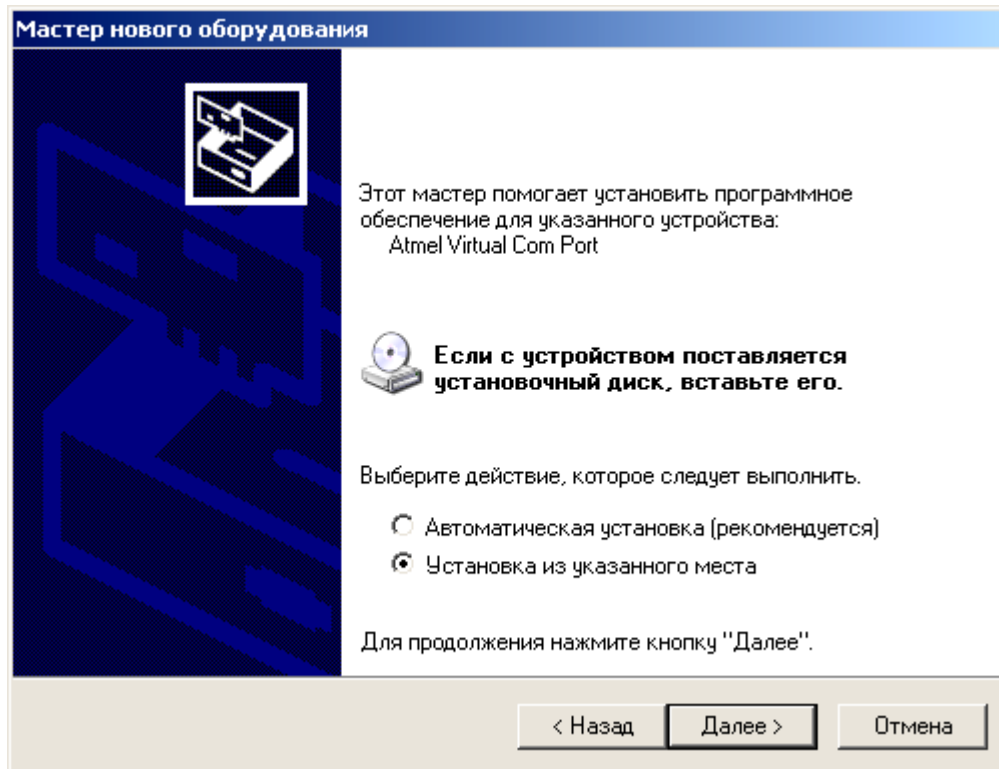 Мастер нового оборудования
Этот мастер помогает установить программное
обеспечение для указанного устройства:
Atmel Virtual Com Port
Если с устройством поставляется
установочный диск, вставьте его.
Выберите действие, которое следует выполнить.
Автоматическая установка (рекомендуется)
Установка из указанного места
Для продолжения нажмите кнопку "Далее".
< Назад Далее > Отмена